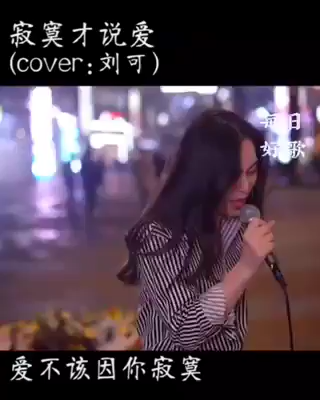 寂寞才说爱
(cover:刘可)
每日
好歌
爱不该因你寂寞